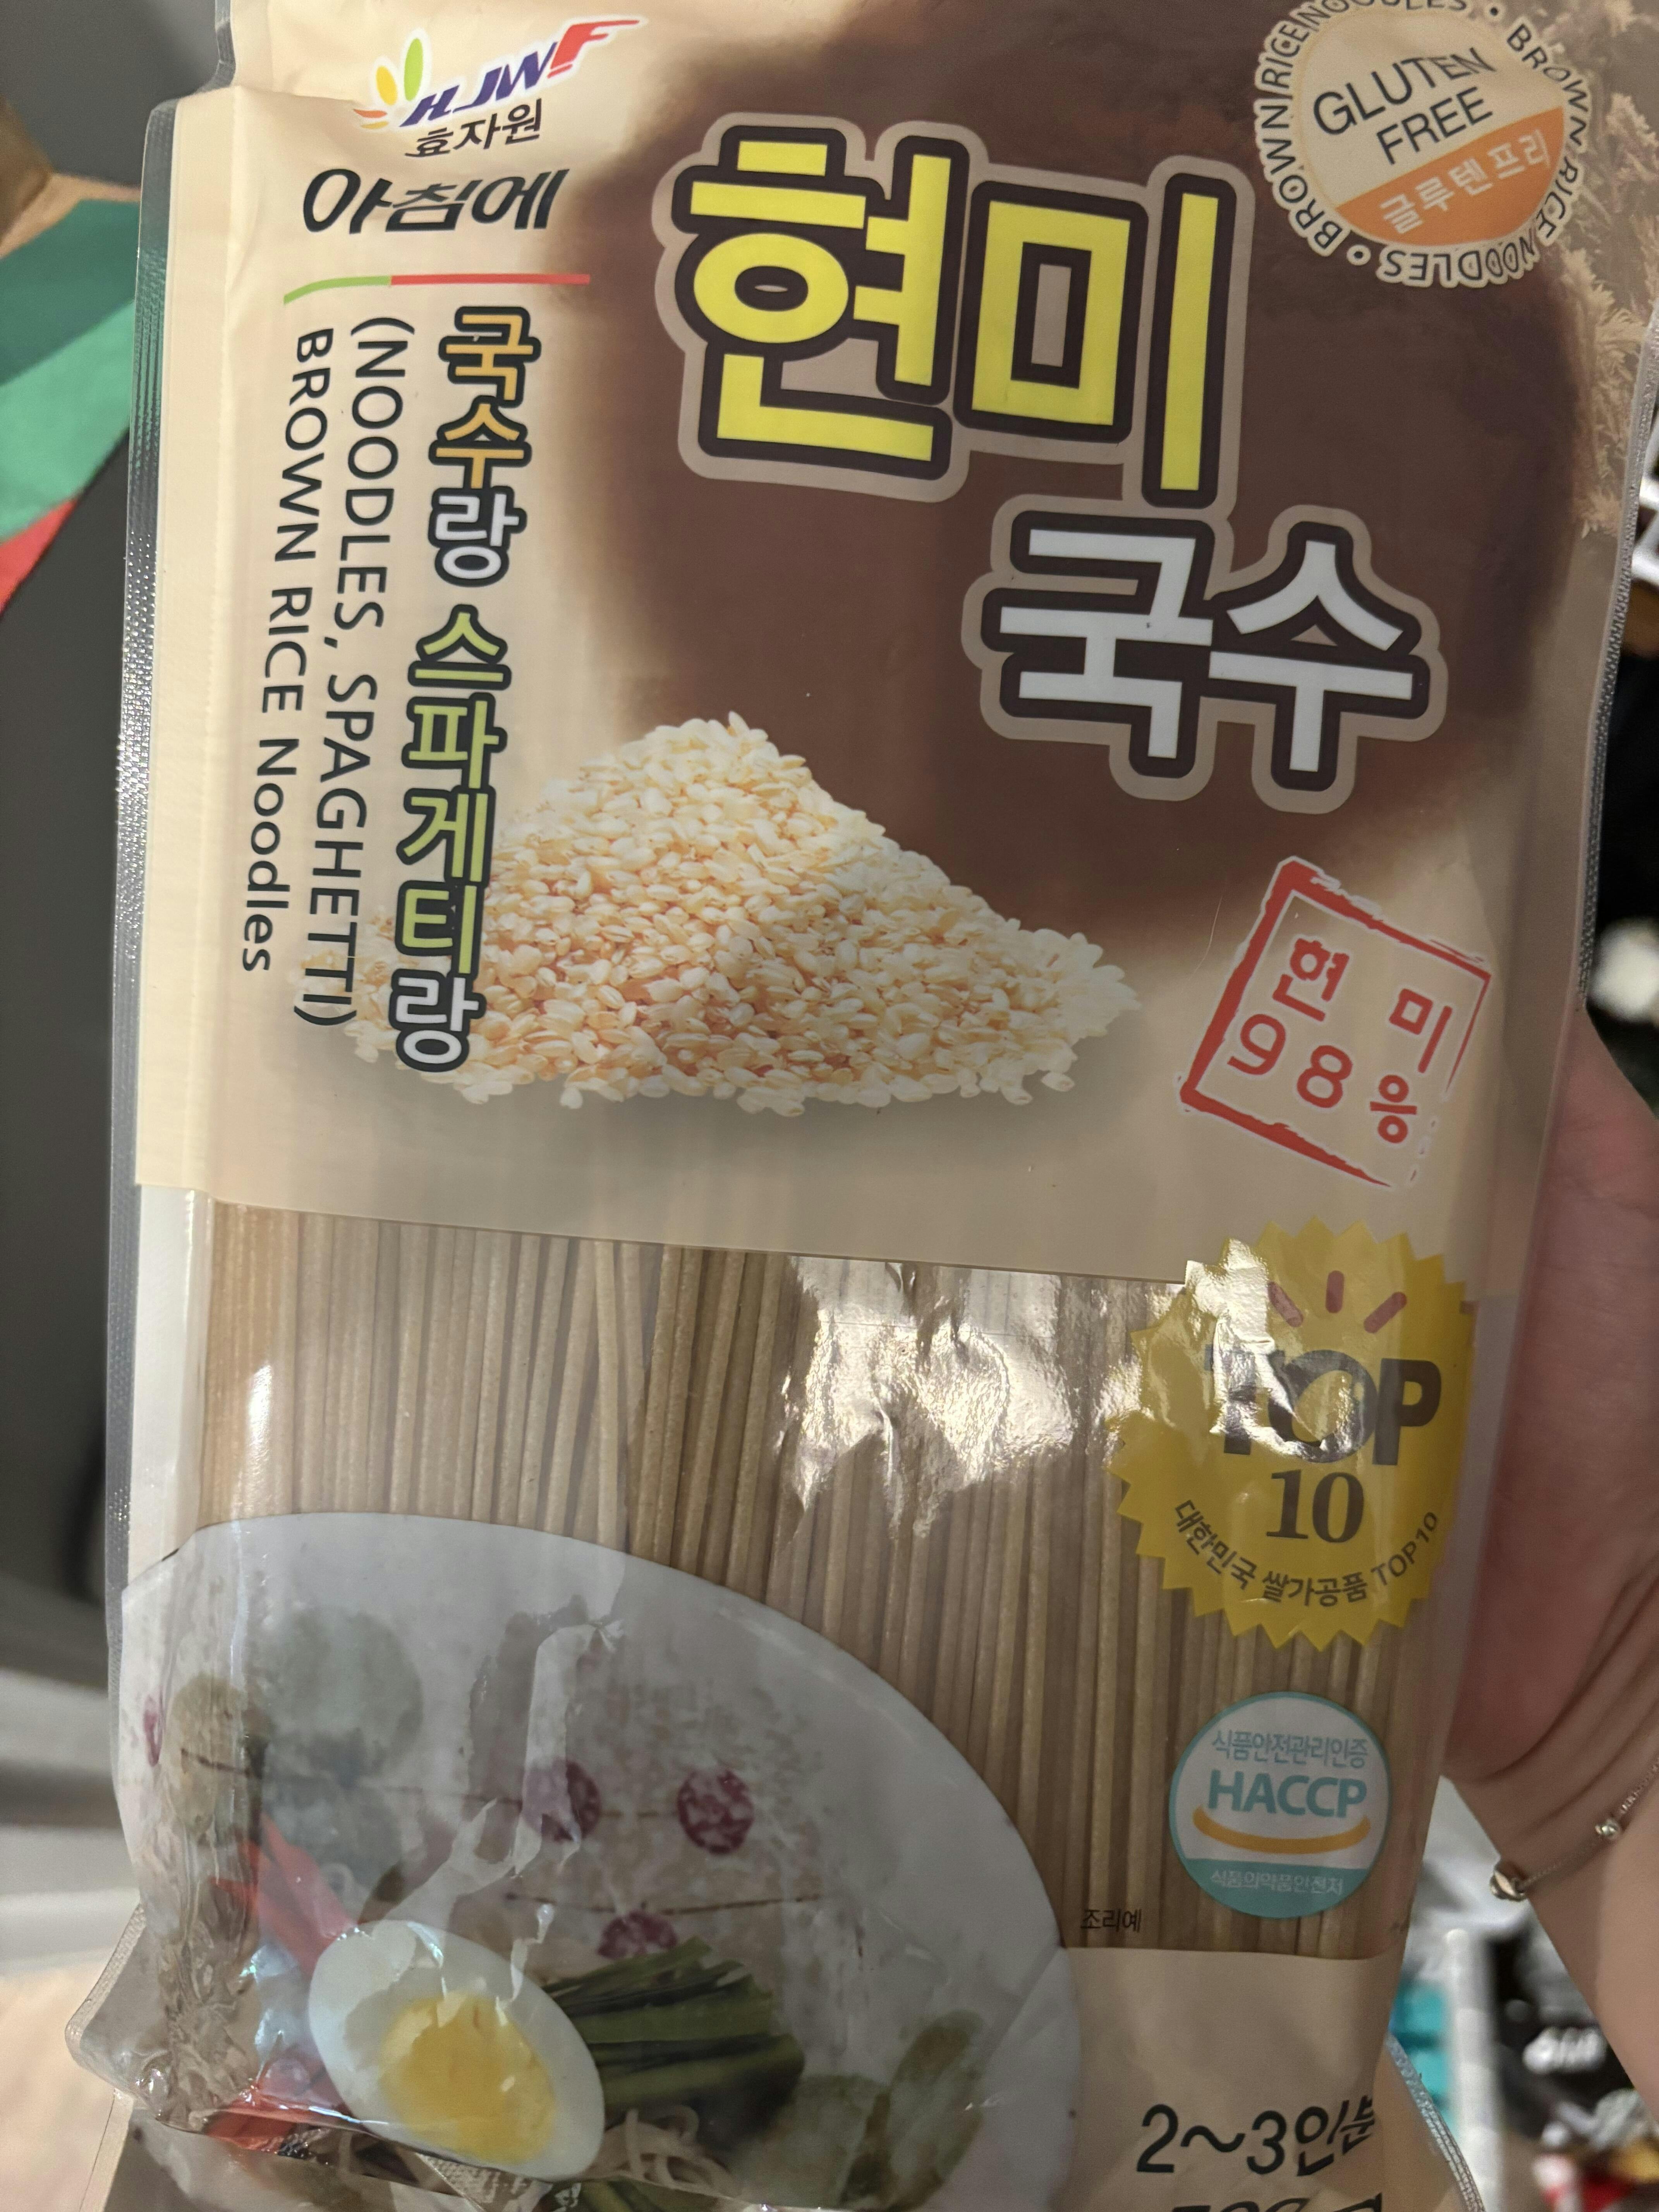 HJWF
효자원
아침에
국수랑 스파게티랑
(NOODLES, SPAGHETTI)
BROWN RICE Noodles
현미
국수
GLUTEN
FREE
글루텐프리
BROWN RICE NOODLES • BROWN RICE NOODLES •
현미
98%
TOP
10
대한민국 쌀가공품 TOP10
식품안전관리인증
HACCP
식품의약품안전처
조리예
2~3인분